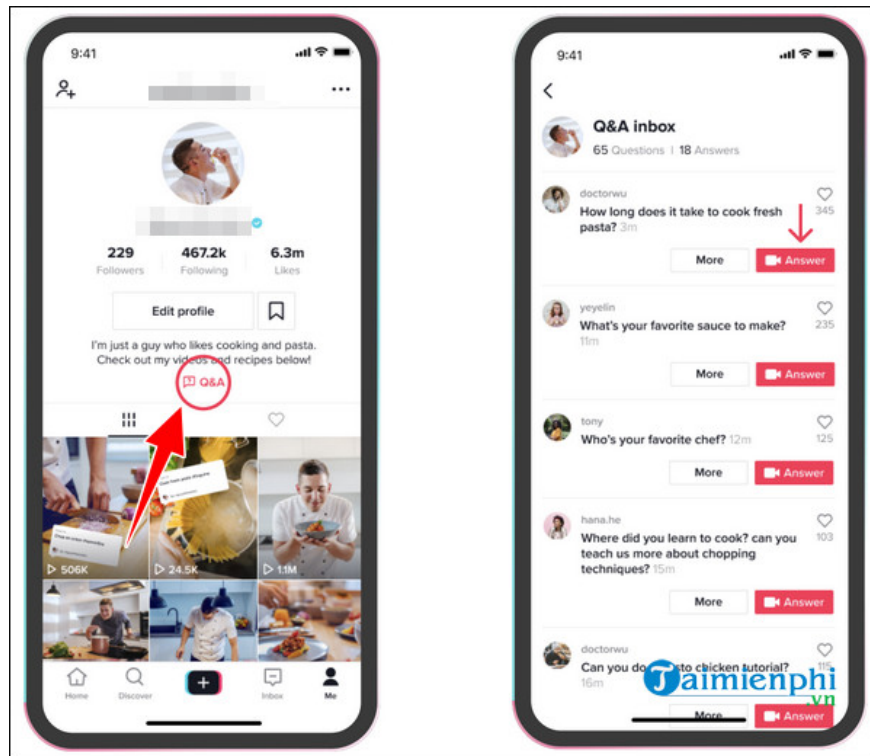 9:41
229
Followers
467.2k
Following
6.3m
Likes
Edit profile
I'm just a guy who likes cooking and pasta.
Check out my videos and recipes below!
Q&A
506K
24.5K
1.1M
Home
Discover
Inbox
Me
9:41
Q&A inbox
65 Questions | 18 Answers
doctorwu
How long does it take to cook fresh
pasta? 3m
345
More
Answer
yeyelin
What's your favorite sauce to make?
11m
235
More
Answer
tony
Who's your favorite chef? 12m
125
More
Answer
hana.he
Where did you learn to cook? can you
teach us more about chopping
techniques? 15m
103
More
Answer
doctorwu
Can you do chicken tutorial?
16m
115
More
Answer
Taimienphi
.vn